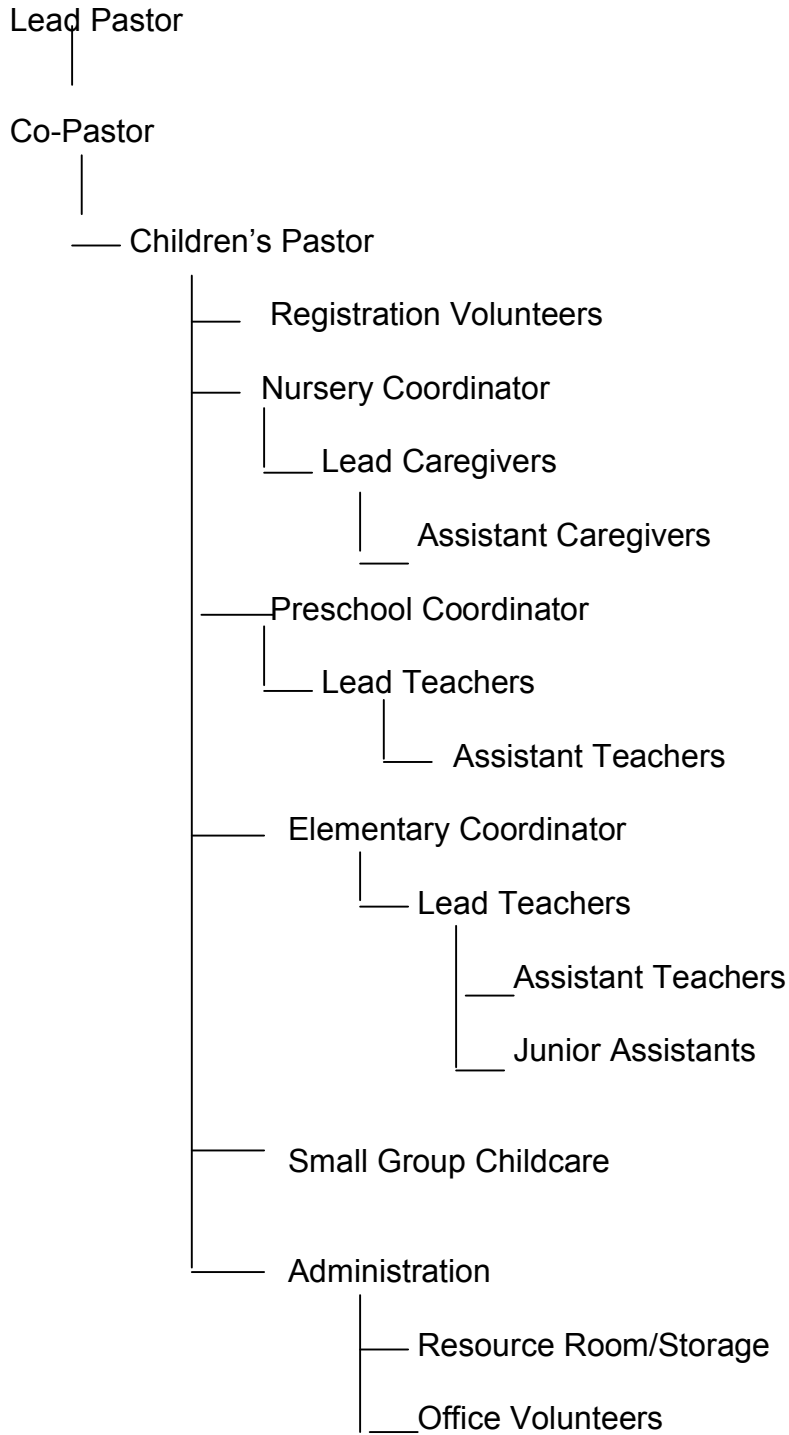 Lead Pastor
Co-Pastor
Children’s Pastor
Registration Volunteers
Nursery Coordinator
Lead Caregivers
Assistant Caregivers
Preschool Coordinator
Lead Teachers
Assistant Teachers
Elementary Coordinator
Lead Teachers
Assistant Teachers
Junior Assistants
Small Group Childcare
Administration
Resource Room/Storage
Office Volunteers